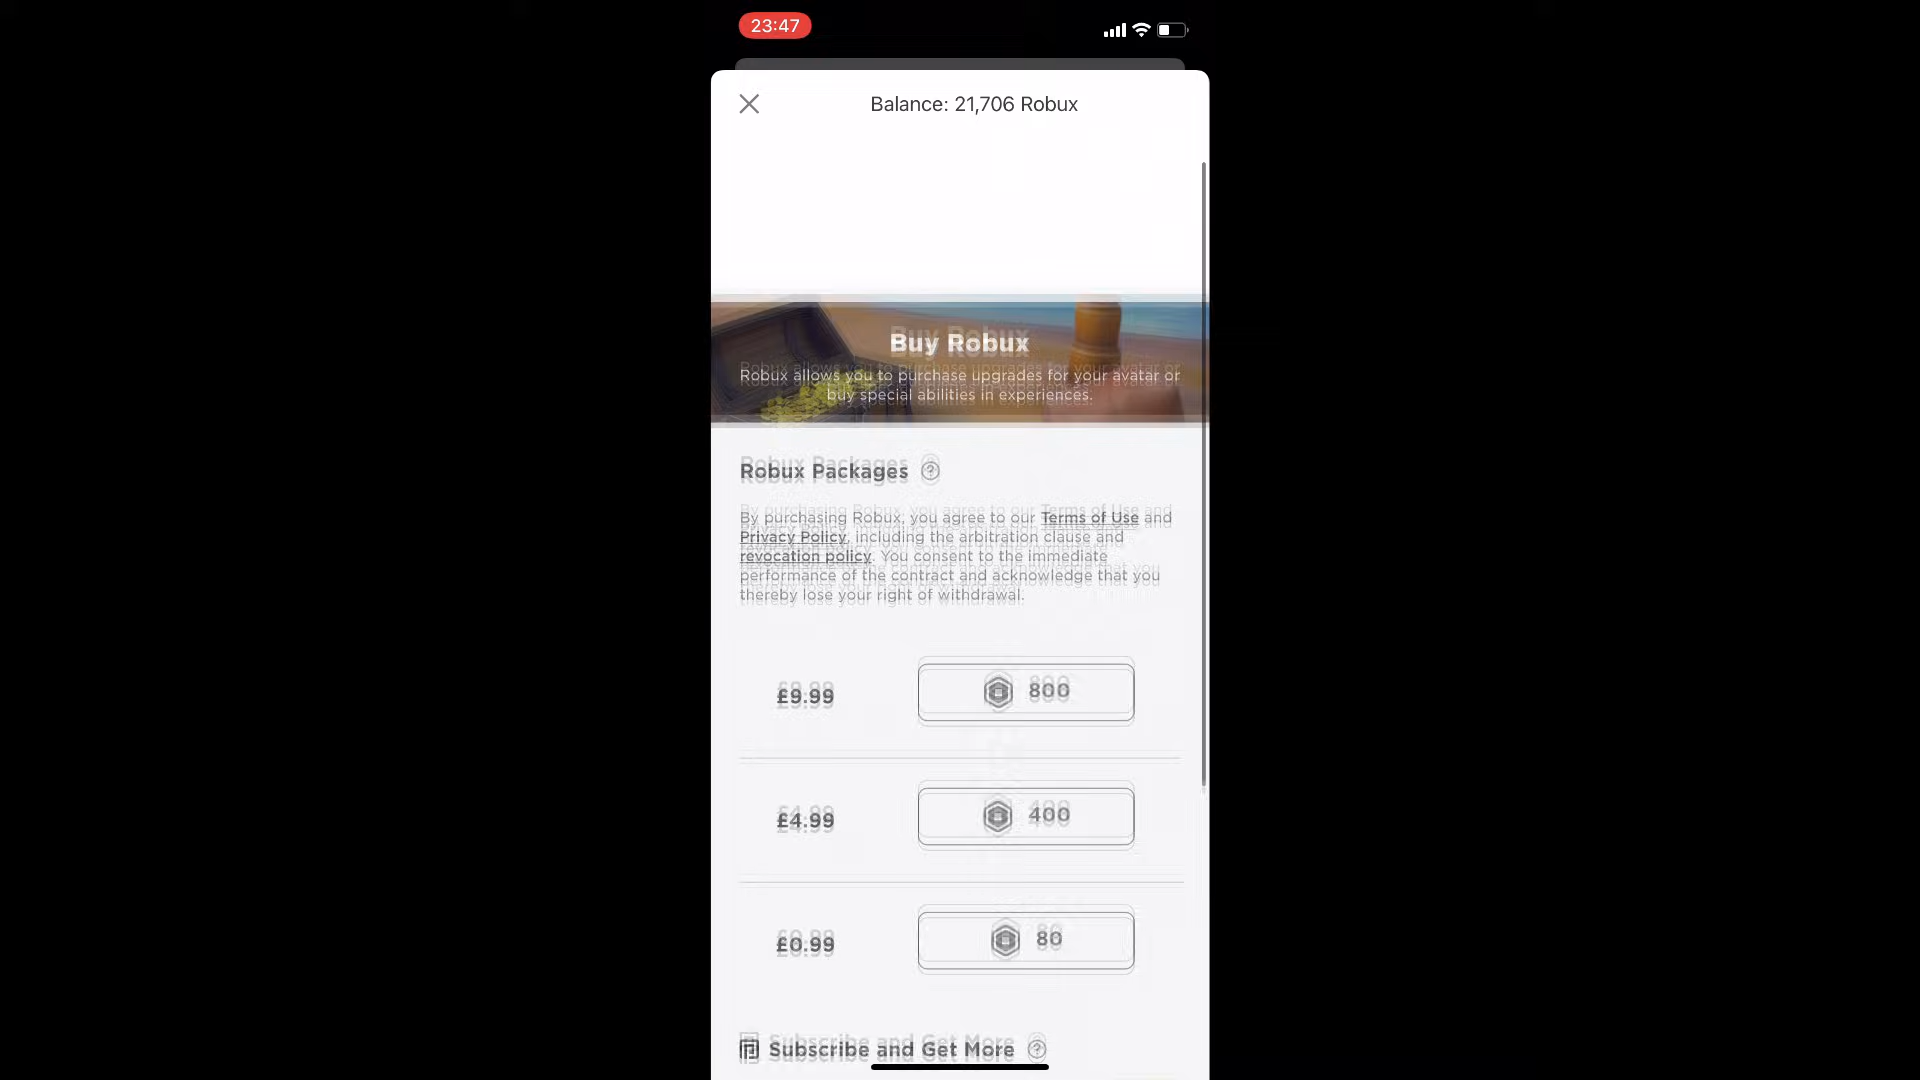 23:47
Balance: 21,706 Robux
Buy Robux
Robux allows you to purchase upgrades for your avatar or
buy special abilities in experiences.
Robux Packages
By purchasing Robux, you agree to our Terms of Use and
Privacy Policy, including the arbitration clause and
revocation policy. You consent to the immediate
performance of the contract and acknowledge that you
thereby lose your right of withdrawal.
£9.99 800
£4.99 400
£0.99 80
Subscribe and Get More